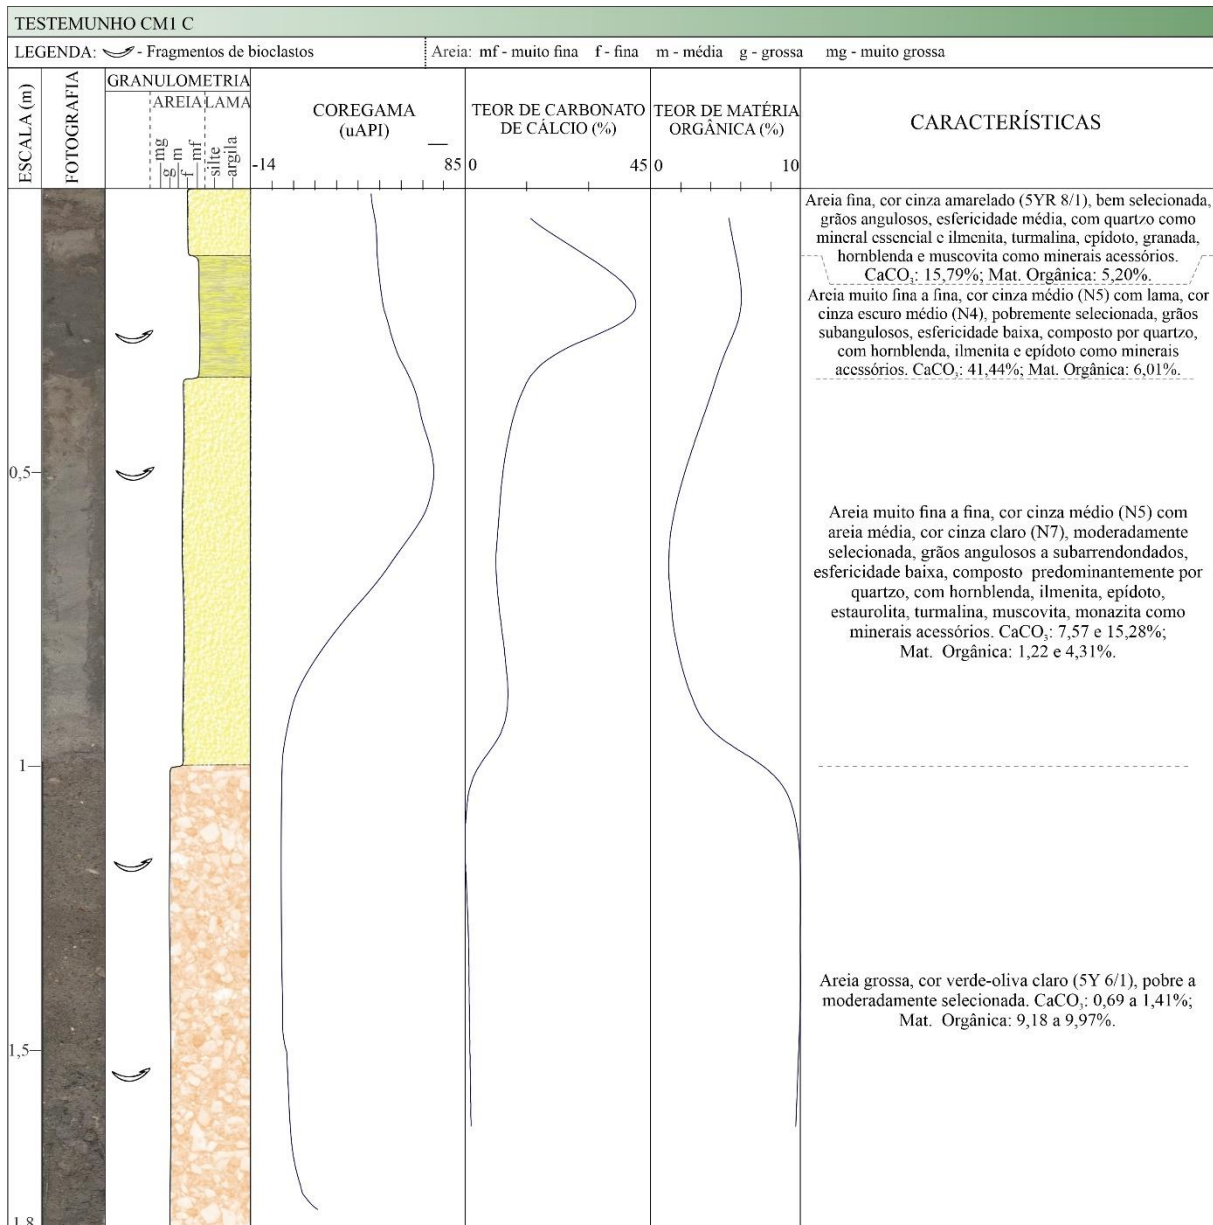 TESTEMUNHO CM1 C
LEGENDA: - Fragmentos de bioclastos
Areia: mf - muito fina f - fina m - média g - grossa mg - muito grossa
ESCALA (m)
FOTOGRAFIA
GRANULOMETRIA
AREIA LAMA
mg
g
m
f
mf
silte
argila
COREGAMA
(uAPI)
-14 85
TEOR DE CARBONATO
DE CÁLCIO (%)
0 45
TEOR DE MATÉRIA
ORGÂNICA (%)
0 10
CARACTERÍSTICAS
Areia fina, cor cinza amarelado (5YR 8/1), bem selecionada,
grãos angulosos, esfericidade média, com quartzo como
mineral essencial e ilmenita, turmalina, epídoto, granada,
hornblenda e muscovita como minerais acessórios.
CaCO₃: 15,79%; Mat. Orgânica: 5,20%.
Areia muito fina a fina, cor cinza médio (N5) com lama, cor
cinza escuro médio (N4), pobremente selecionada, grãos
subangulosos, esfericidade baixa, composto por quartzo,
com hornblenda, ilmenita e epídoto como minerais
acessórios. CaCO₃: 41,44%; Mat. Orgânica: 6,01%.
0,5
Areia muito fina a fina, cor cinza médio (N5) com
areia média, cor cinza claro (N7), moderadamente
selecionada, grãos angulosos a subarrendondados,
esfericidade baixa, composto predominantemente por
quartzo, com hornblenda, ilmenita, epídoto,
estaurolita, turmalina, muscovita, monazita como
minerais acessórios. CaCO₃: 7,57 e 15,28%;
Mat. Orgânica: 1,22 e 4,31%.
1
Areia grossa, cor verde-oliva claro (5Y 6/1), pobre a
moderadamente selecionada. CaCO₃: 0,69 a 1,41%;
Mat. Orgânica: 9,18 a 9,97%.
1,5
1,8